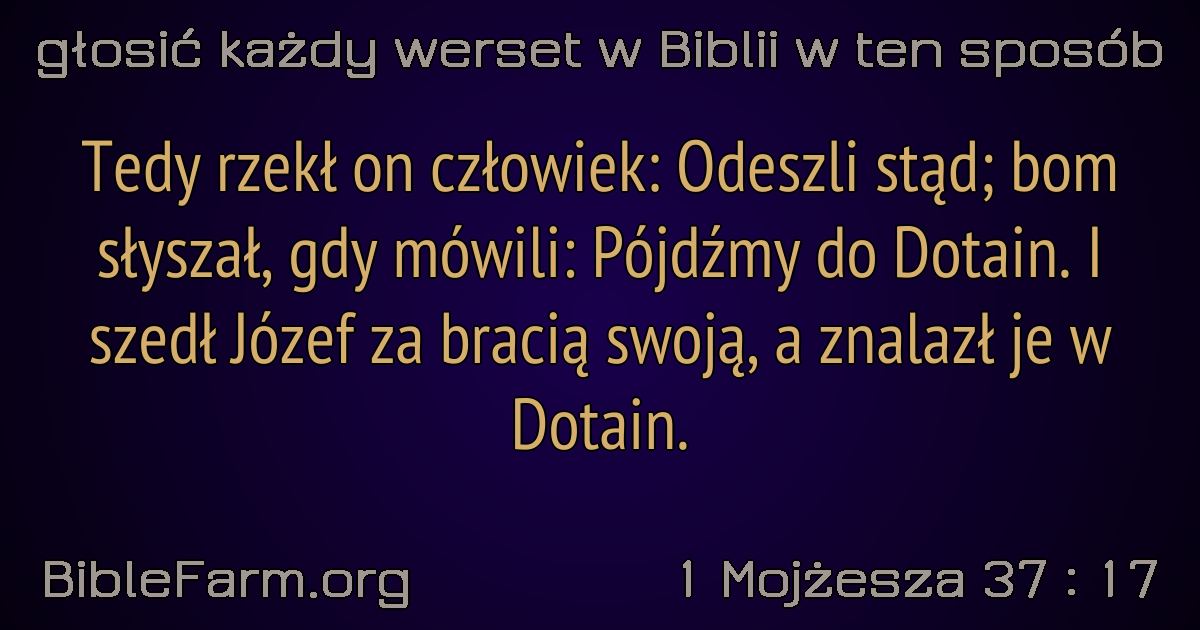 głosić każdy werset w Biblii w ten sposób
Tedy rzekł on człowiek: Odeszli stąd; bom
słyszał, gdy mówili: Pójdźmy do Dotain. I
szedł Józef za bracią swoją, a znalazł je w
Dotain.
BibleFarm.org
1 Mojżesza 37 : 17